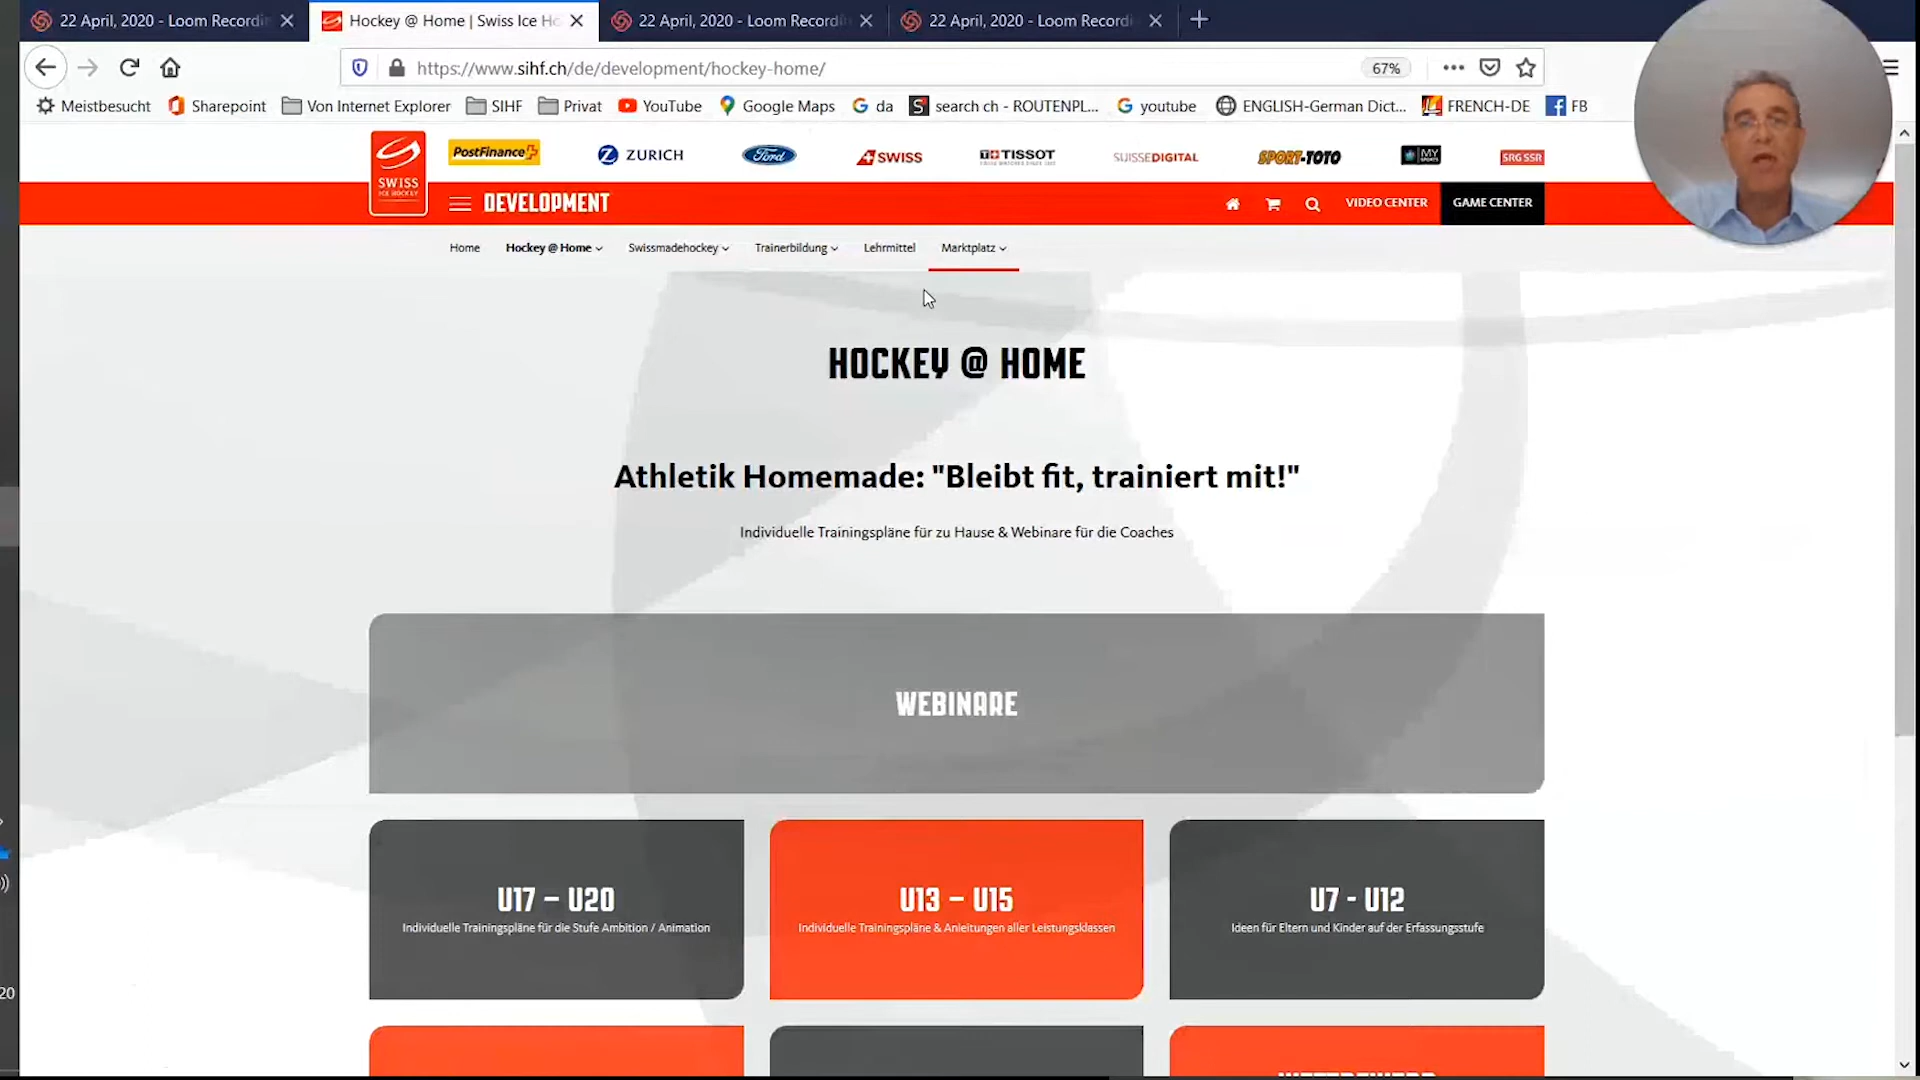 22 April, 2020 - Loom Recordi
Hockey @ Home | Swiss Ice Ho
22 April, 2020 - Loom Recordi
22 April, 2020 - Loom Recordi
https://www.sihf.ch/de/development/hockey-home/
67%
Meistbesucht
Sharepoint
Von Internet Explorer
SIHF
Privat
YouTube
Google Maps
da
search ch - ROUTENPL...
youtube
ENGLISH-German Dict...
FRENCH-DE
FB
SWISS
ICE HOCKEY
PostFinance
ZURICH
Ford
SWISS
TISSOT
SUISSEDIGITAL
SPORT-TOTO
MY
SPORTS
SRG SSR
DEVELOPMENT
VIDEO CENTER
GAME CENTER
Home
Hockey @ Home
Swissmadehockey
Trainerbildung
Lehrmittel
Marktplatz
HOCKEY @ HOME
Athletik Homemade: "Bleibt fit, trainiert mit!"
Individuelle Trainingspläne für zu Hause & Webinare für die Coaches
WEBINARE
U17 – U20
Individuelle Trainingspläne für die Stufe Ambition / Animation
U13 – U15
Individuelle Trainingspläne & Anleitungen aller Leistungsklassen
U7 - U12
Ideen für Eltern und Kinder auf der Erfassungsstufe
20